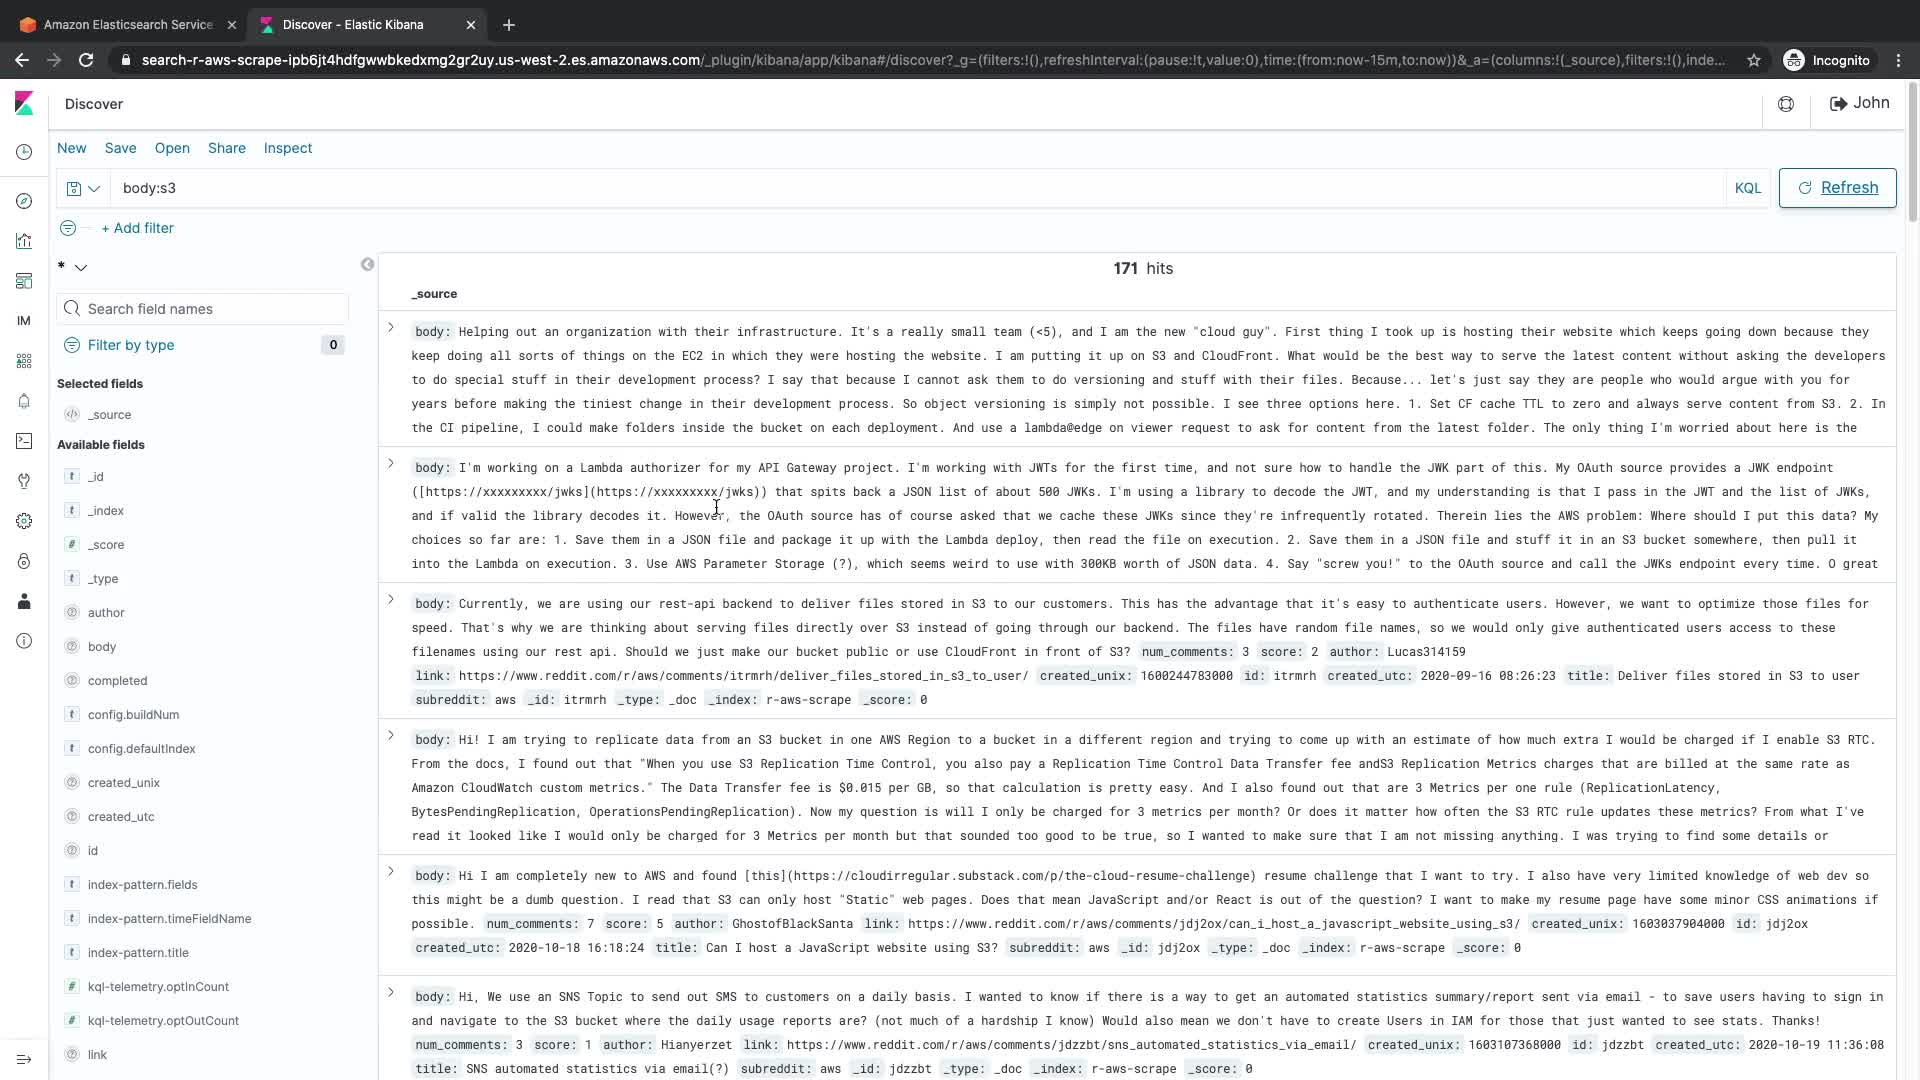 Amazon Elasticsearch Service
Discover - Elastic Kibana
search-r-aws-scrape-ipb6jt4hdfgwwbkedxmg2gr2uy.us-west-2.es.amazonaws.com/_plugin/kibana/app/kibana#/discover?_g=(filters:!(),refreshInterval:(pause:!t,value:0),time:(from:now-15m,to:now))&_a=(columns:!(_source),filters:!(),inde...
Incognito
Discover
John
New Save Open Share Inspect
body:s3
KQL
Refresh
+ Add filter
*
171 hits
Search field names
Filter by type 0
Selected fields
_source
Available fields
_id
_index
_score
_type
author
body
completed
config.buildNum
config.defaultIndex
created_unix
created_utc
id
index-pattern.fields
index-pattern.timeFieldName
index-pattern.title
kql-telemetry.optInCount
kql-telemetry.optOutCount
link
IM
_source
body: Helping out an organization with their infrastructure. It's a really small team (<5), and I am the new "cloud guy". First thing I took up is hosting their website which keeps going down because they
keep doing all sorts of things on the EC2 in which they were hosting the website. I am putting it up on S3 and CloudFront. What would be the best way to serve the latest content without asking the developers
to do special stuff in their development process? I say that because I cannot ask them to do versioning and stuff with their files. Because... let's just say they are people who would argue with you for
years before making the tiniest change in their development process. So object versioning is simply not possible. I see three options here. 1. Set CF cache TTL to zero and always serve content from S3. 2. In
the CI pipeline, I could make folders inside the bucket on each deployment. And use a lambda@edge on viewer request to ask for content from the latest folder. The only thing I'm worried about here is the
body: I'm working on a Lambda authorizer for my API Gateway project. I'm working with JWTs for the first time, and not sure how to handle the JWK part of this. My OAuth source provides a JWK endpoint
([https://xxxxxxxxx/jwks](https://xxxxxxxxx/jwks)) that spits back a JSON list of about 500 JWKs. I'm using a library to decode the JWT, and my understanding is that I pass in the JWT and the list of JWKs,
and if valid the library decodes it. However, the OAuth source has of course asked that we cache these JWKs since they're infrequently rotated. Therein lies the AWS problem: Where should I put this data? My
choices so far are: 1. Save them in a JSON file and package it up with the Lambda deploy, then read the file on execution. 2. Save them in a JSON file and stuff it in an S3 bucket somewhere, then pull it
into the Lambda on execution. 3. Use AWS Parameter Storage (?), which seems weird to use with 300KB worth of JSON data. 4. Say "screw you!" to the OAuth source and call the JWKs endpoint every time. O great
body: Currently, we are using our rest-api backend to deliver files stored in S3 to our customers. This has the advantage that it's easy to authenticate users. However, we want to optimize those files for
speed. That's why we are thinking about serving files directly over S3 instead of going through our backend. The files have random file names, so we would only give authenticated users access to these
filenames using our rest api. Should we just make our bucket public or use CloudFront in front of S3? num_comments: 3 score: 2 author: Lucas314159
link: https://www.reddit.com/r/aws/comments/itrmrh/deliver_files_stored_in_s3_to_user/ created_unix: 1600244783000 id: itrmrh created_utc: 2020-09-16 08:26:23 title: Deliver files stored in S3 to user
subreddit: aws _id: itrmrh _type: _doc _index: r-aws-scrape _score: 0
body: Hi! I am trying to replicate data from an S3 bucket in one AWS Region to a bucket in a different region and trying to come up with an estimate of how much extra I would be charged if I enable S3 RTC.
From the docs, I found out that "When you use S3 Replication Time Control, you also pay a Replication Time Control Data Transfer fee andS3 Replication Metrics charges that are billed at the same rate as
Amazon CloudWatch custom metrics." The Data Transfer fee is $0.015 per GB, so that calculation is pretty easy. And I also found out that are 3 Metrics per one rule (ReplicationLatency,
BytesPendingReplication, OperationsPendingReplication). Now my question is will I only be charged for 3 metrics per month? Or does it matter how often the S3 RTC rule updates these metrics? From what I've
read it looked like I would only be charged for 3 Metrics per month but that sounded too good to be true, so I wanted to make sure that I am not missing anything. I was trying to find some details or
body: Hi I am completely new to AWS and found [this](https://cloudirregular.substack.com/p/the-cloud-resume-challenge) resume challenge that I want to try. I also have very limited knowledge of web dev so
this might be a dumb question. I read that S3 can only host "Static" web pages. Does that mean JavaScript and/or React is out of the question? I want to make my resume page have some minor CSS animations if
possible. num_comments: 7 score: 5 author: GhostofBlackSanta link: https://www.reddit.com/r/aws/comments/jdj2ox/can_i_host_a_javascript_website_using_s3/ created_unix: 1603037904000 id: jdj2ox
created_utc: 2020-10-18 16:18:24 title: Can I host a JavaScript website using S3? subreddit: aws _id: jdj2ox _type: _doc _index: r-aws-scrape _score: 0
body: Hi, We use an SNS Topic to send out SMS to customers on a daily basis. I wanted to know if there is a way to get an automated statistics summary/report sent via email - to save users having to sign in
and navigate to the S3 bucket where the daily usage reports are? (not much of a hardship I know) Would also mean we don't have to create Users in IAM for those that just wanted to see stats. Thanks!
num_comments: 3 score: 1 author: Hianyerzet link: https://www.reddit.com/r/aws/comments/jdzzbt/sns_automated_statistics_via_email/ created_unix: 1603107368000 id: jdzzbt created_utc: 2020-10-19 11:36:08
title: SNS automated statistics via email(?) subreddit: aws _id: jdzzbt _type: _doc _index: r-aws-scrape _score: 0